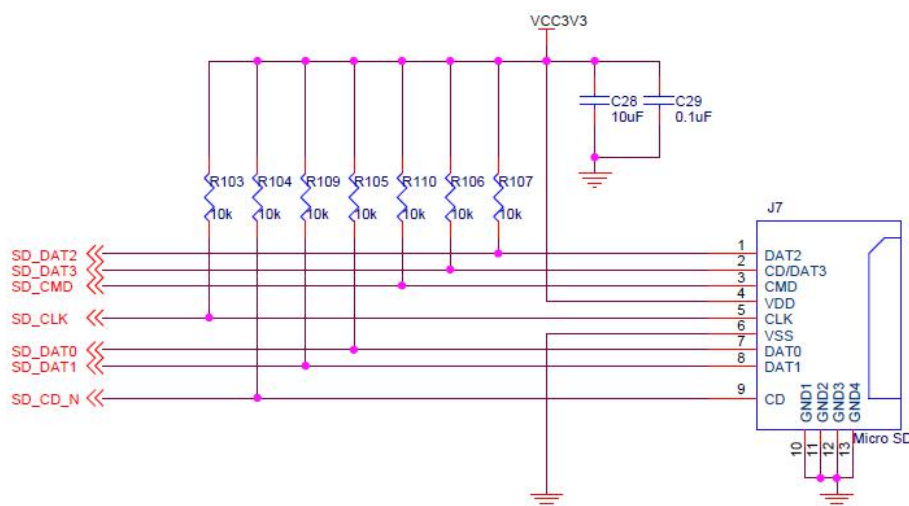 VCC3V3
C28 C29
10uF 0.1uF
R103 R104 R109 R105 R110 R106 R107
10k 10k 10k 10k 10k 10k 10k
J7
SD_DAT2 1 DAT2
SD_DAT3 2 CD/DAT3
SD_CMD 3 CMD
4 VDD
SD_CLK 5 CLK
6 VSS
SD_DAT0 7 DAT0
SD_DAT1 8 DAT1
SD_CD_N 9 CD
GND1
GND2
GND3
GND4
Micro SD
10
11
12
13